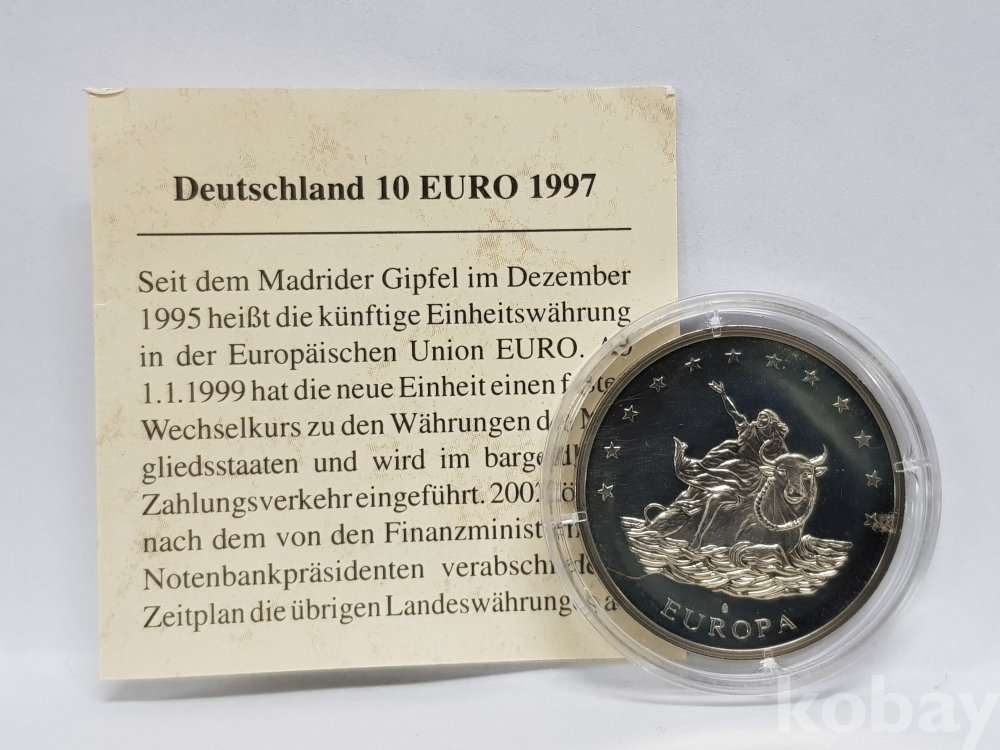 Deutschland 10 EURO 1997
Seit dem Madrider Gipfel im Dezember
1995 heißt die künftige Einheitswährung
in der Europäischen Union EURO.
1.1.1999 hat die neue Einheit einen
Wechselkurs zu den Währungen
gliedsstaaten und wird im
Zahlungsverkehr eingeführt.
nach dem von den
Notenbankpräsidenten
Zeitplan die übrigen
EUROPA
kobay